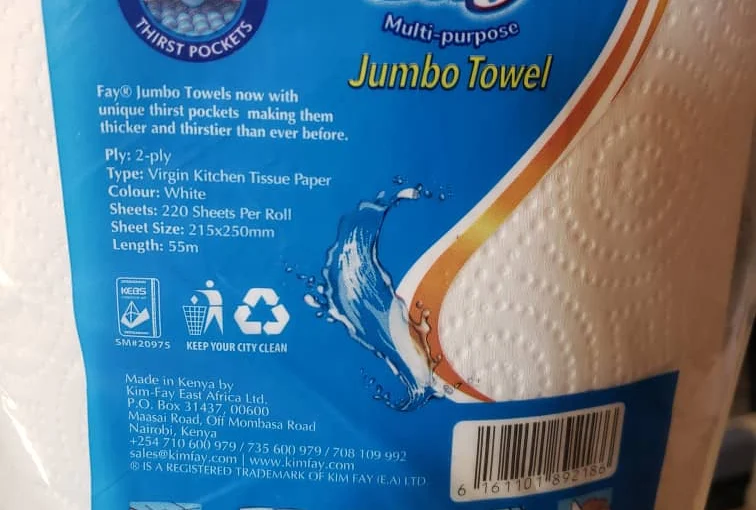 THIRST POCKETS
Multi-purpose
Jumbo Towel
Fay® Jumbo Towels now with
unique thirst pockets making them
thicker and thirstier than ever before.
Ply: 2-ply
Type: Virgin Kitchen Tissue Paper
Colour: White
Sheets: 220 Sheets Per Roll
Sheet Size: 215x250mm
Length: 55m
KEBS
SM#20975
KEEP YOUR CITY CLEAN
Made in Kenya by
Kim-Fay East Africa Ltd.
P.O. Box 31437, 00600
Maasai Road, Off Mombasa Road
Nairobi, Kenya
+254 710 600 979 / 735 600 979 / 708 109 992
sales@kimfay.com | www.kimfay.com
® IS A REGISTERED TRADEMARK OF KIM FAY (E.A) LTD
6 161101 892186